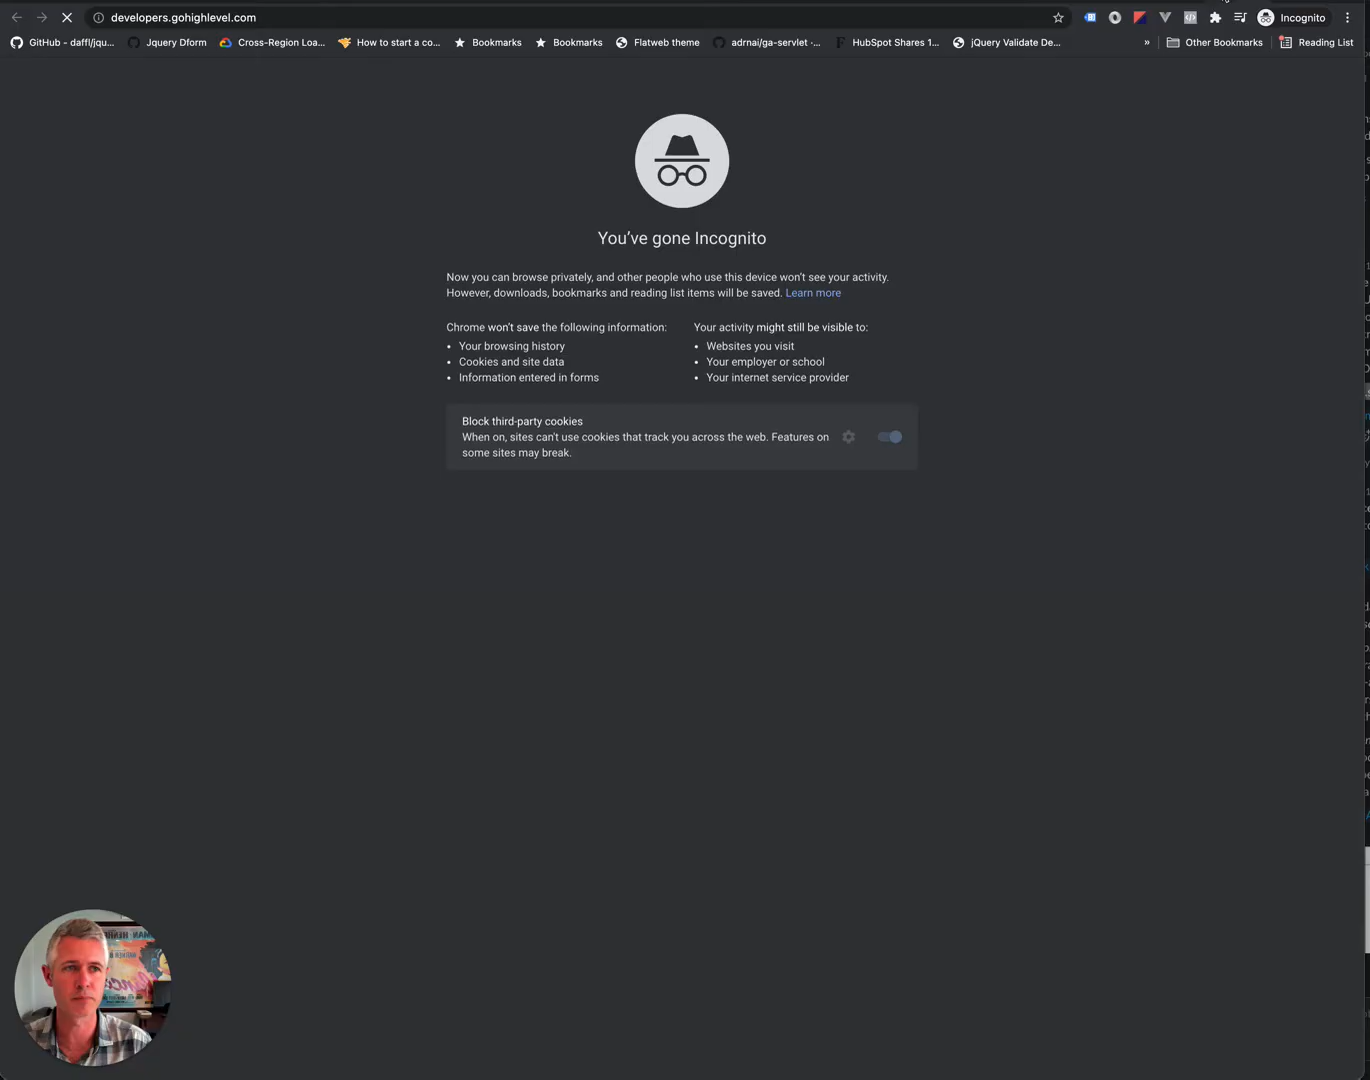 developers.gohighlevel.com
Incognito
GitHub - daffl/jqu...
Jquery Dform
Cross-Region Loa...
How to start a co...
Bookmarks
Bookmarks
Flatweb theme
adrnai/ga-servlet -...
HubSpot Shares 1...
jQuery Validate De...
»
Other Bookmarks
Reading List
You've gone Incognito
Now you can browse privately, and other people who use this device won't see your activity.
However, downloads, bookmarks and reading list items will be saved. Learn more
Chrome won't save the following information:
• Your browsing history
• Cookies and site data
• Information entered in forms
Your activity might still be visible to:
• Websites you visit
• Your employer or school
• Your internet service provider
Block third-party cookies
When on, sites can't use cookies that track you across the web. Features on
some sites may break.